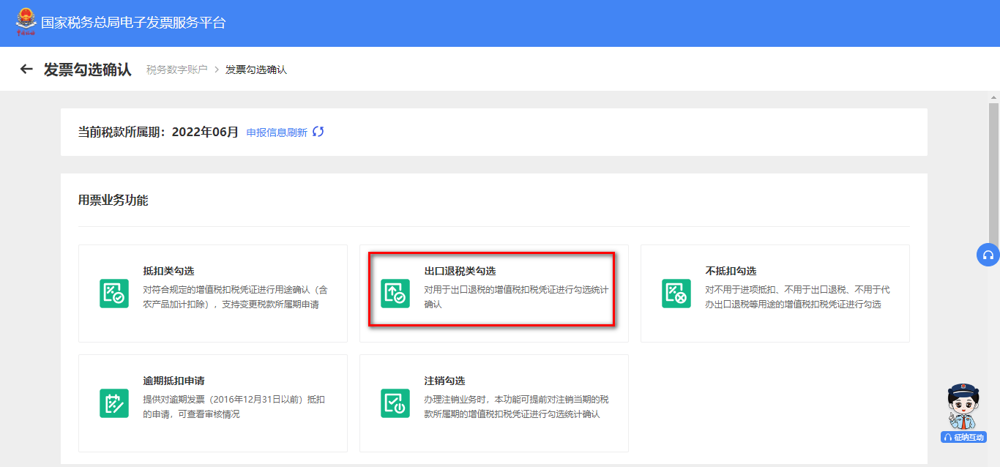 国家税务总局电子发票服务平台
发票勾选确认
税务数字账户 > 发票勾选确认
当前税款所属期：2022年06月 申报信息刷新
用票业务功能
抵扣类勾选
对符合规定的增值税扣税凭证进行用途确认（含
农产品加计扣除），支持变更税款所属期申请
出口退税类勾选
对用于出口退税的增值税扣税凭证进行勾选统计
确认
不抵扣勾选
对不用于进项抵扣、不用于出口退税、不用于代
办出口退税等用途的增值税扣税凭证进行勾选
逾期抵扣申请
提供对逾期发票（2016年12月31日以前）抵扣
的申请，可查看审核情况
注销勾选
办理注销业务时，本功能可提前对注销当期的税
款所属期的增值税扣税凭证进行勾选统计确认
征纳互动